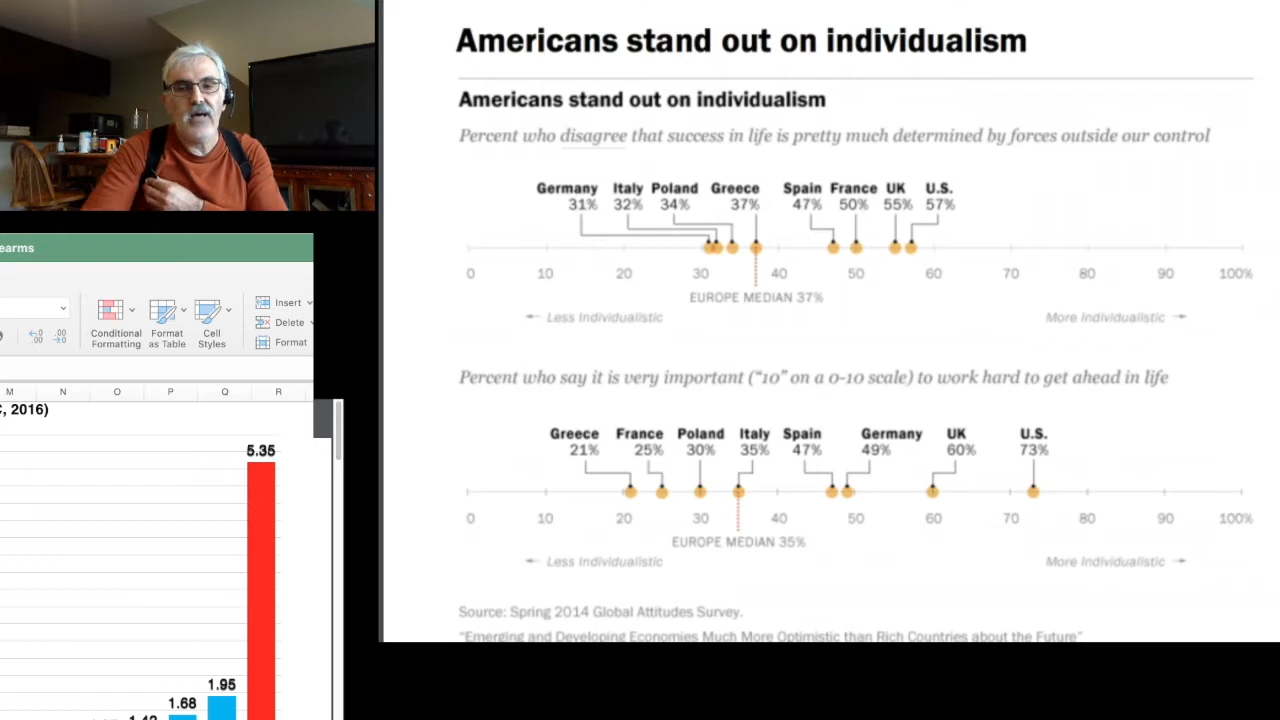 Americans stand out on individualism
Americans stand out on individualism
Percent who disagree that success in life is pretty much determined by forces outside our control
Germany Italy Poland Greece Spain France UK U.S.
31% 32% 34% 37% 47% 50% 55% 57%
0 10 20 30 40 50 60 70 80 90 100%
EUROPE MEDIAN 37%
Less Individualistic More Individualistic
Percent who say it is very important ("10" on a 0-10 scale) to work hard to get ahead in life
Greece France Poland Italy Spain Germany UK U.S.
21% 25% 30% 35% 47% 49% 60% 73%
0 10 20 30 40 50 60 70 80 90 100%
EUROPE MEDIAN 35%
Less Individualistic More Individualistic
Source: Spring 2014 Global Attitudes Survey.
"Emerging and Developing Economies Much More Optimistic than Rich Countries about the Future"
earms
Conditional Formatting
Format as Table
Cell Styles
Insert
Delete
Format
M N O P Q R
C, 2016)
5.35
1.95
1.68